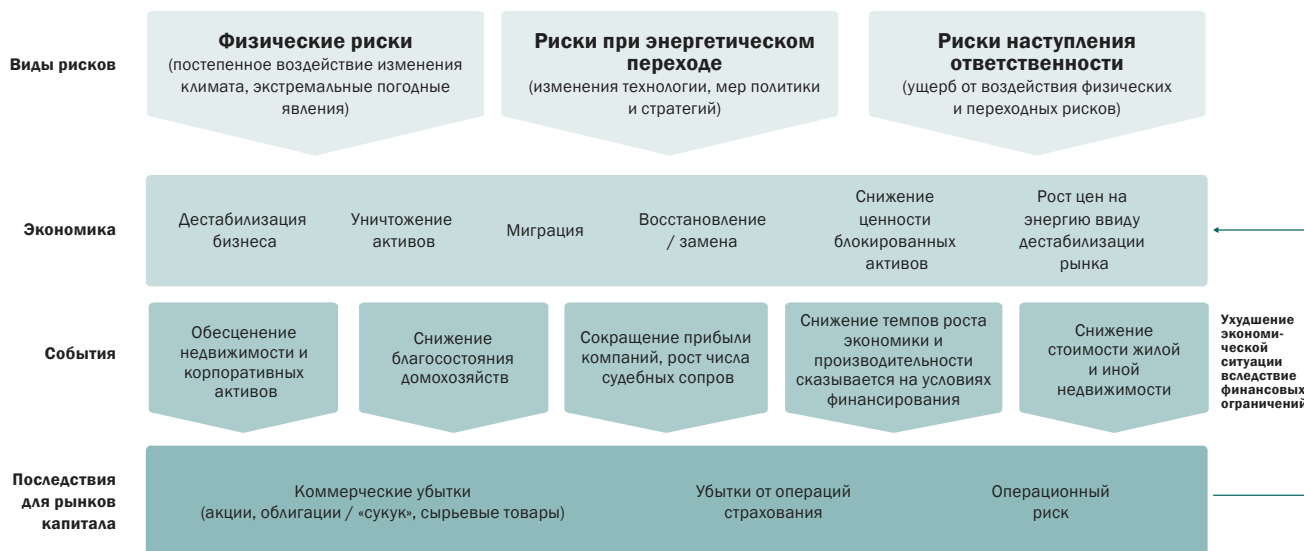 Виды рисков
Физические риски
(постепенное воздействие изменения
климата, экстремальные погодные
явления)
Риски при энергетическом
переходе
(изменения технологии, мер политики
и стратегий)
Риски наступления
ответственности
(ущерб от воздействия физических
и переходных рисков)
Экономика
Дестабилизация
бизнеса
Уничтожение
активов
Миграция
Восстановление
/ замена
Снижение
ценности
блокированных
активов
Рост цен на
энергию ввиду
дестабилизации
рынка
События
Обесценение
недвижимости и
корпоративных
активов
Снижение
благосостояния
домохозяйств
Сокращение прибыли
компаний, рост числа
судебных сопров
Снижение темпов роста
экономики и
производительности
сказывается на условиях
финансирования
Снижение
стоимости жилой
и иной
недвижимости
Ухудшение
экономи-
ческой
ситуации
вследствие
финансовых
ограничений
Последствия
для рынков
капитала
Коммерческие убытки
(акции, облигации / «сукук», сырьевые товары)
Убытки от операций
страхования
Операционный
риск